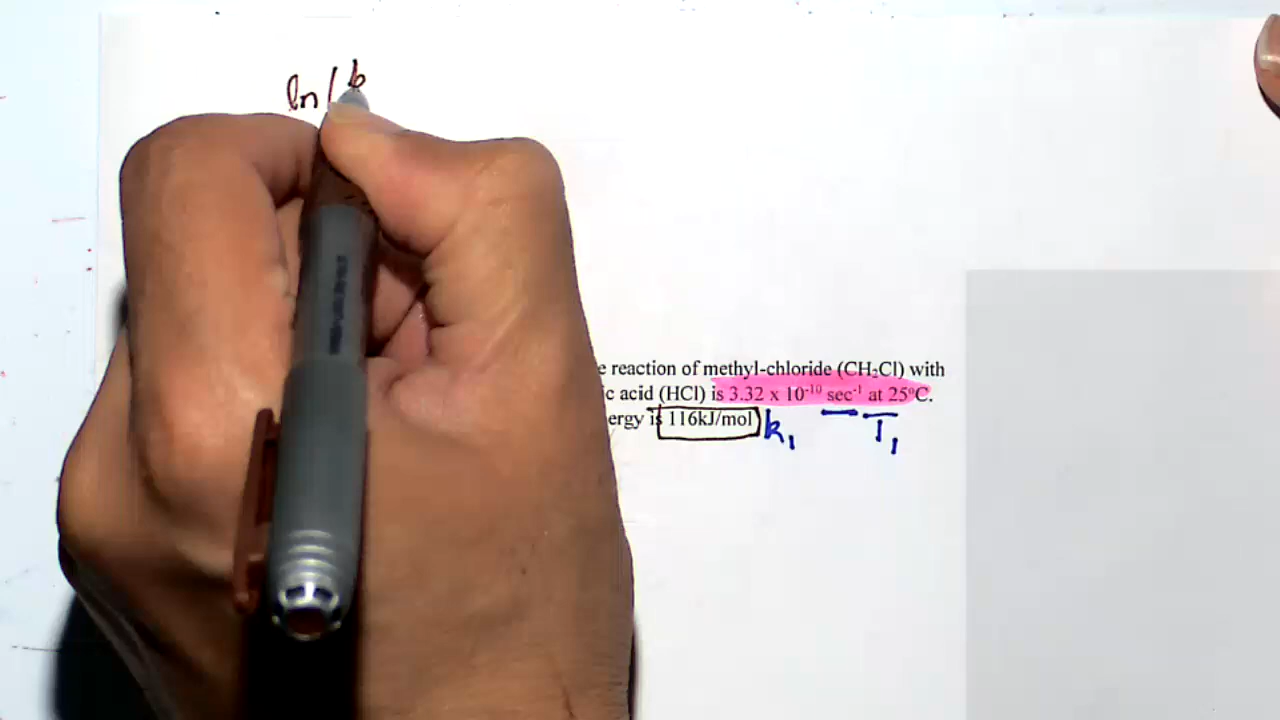 ln(k
e reaction of methyl-chloride (CH₂Cl) with
ic acid (HCl) is 3.32 x 10⁻¹⁰ sec⁻¹ at 25°C.
ergy is 116kJ/mol
k₁ T₁